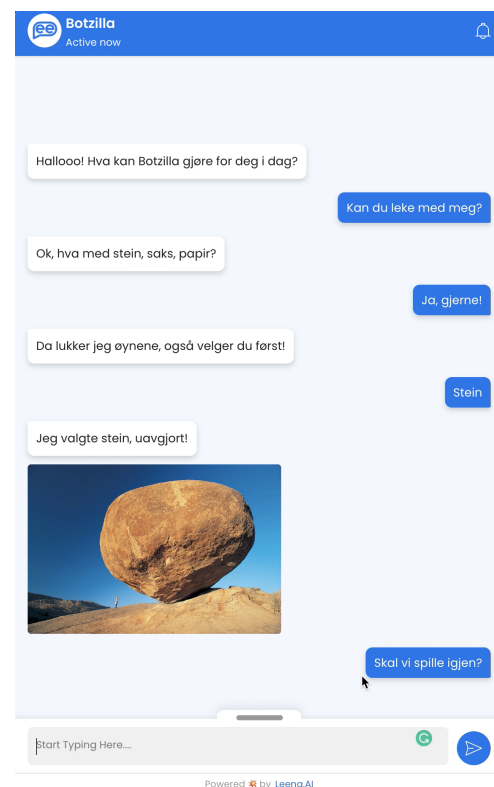 Botzilla
Active now
Hallooo! Hva kan Botzilla gjøre for deg i dag?
Kan du leke med meg?
Ok, hva med stein, saks, papir?
Ja, gjerne!
Da lukker jeg øynene, også velger du først!
Stein
Jeg valgte stein, uavgjort!
Skal vi spille igjen?
Start Typing Here....
Powered by Leena.AI